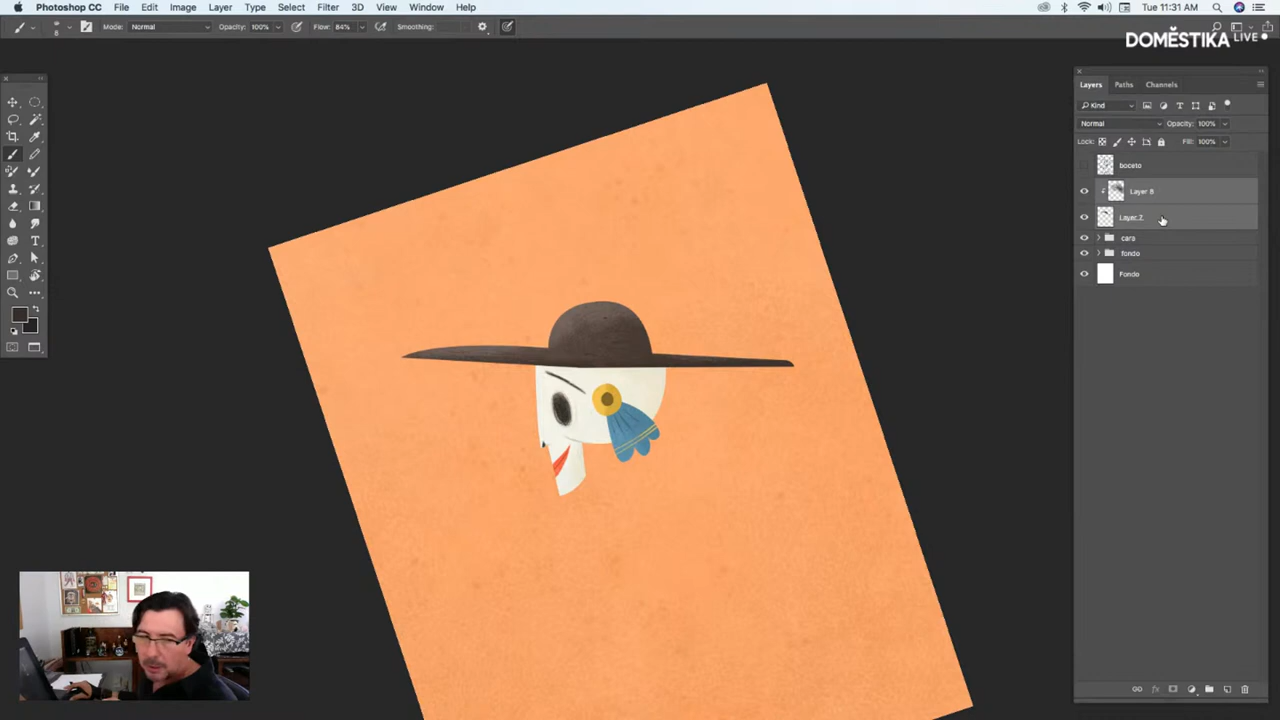 Photoshop CC File Edit Image Layer Type Select Filter 3D View Window Help Tue 11:31 AM
Mode: Normal Opacity: 100% Flow: 84% Smoothing:
DOMĚSTIKA LIVE
Layers Paths Channels
Kind
Normal Opacity: 100%
Lock: Fill: 100%
boceto
Layer 8
Layer 2
cara
fondo
Fondo